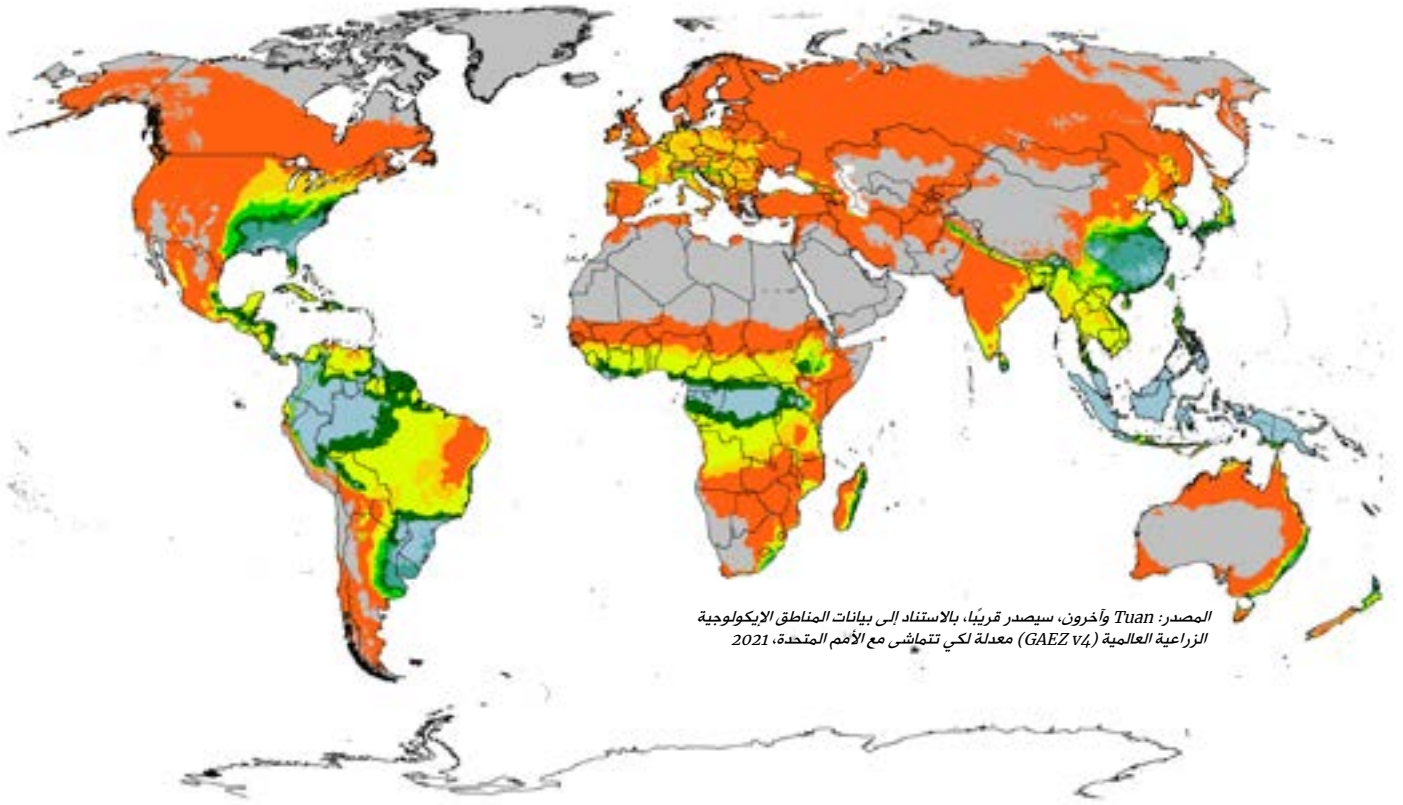 المصدر: Tuan وآخرون، سيصدر قريبًا، بالاستناد إلى بيانات المناطق الإيكولوجية
الزراعية العالمية (GAEZ v4) معدلة لكي تتماشى مع الأمم المتحدة، 2021